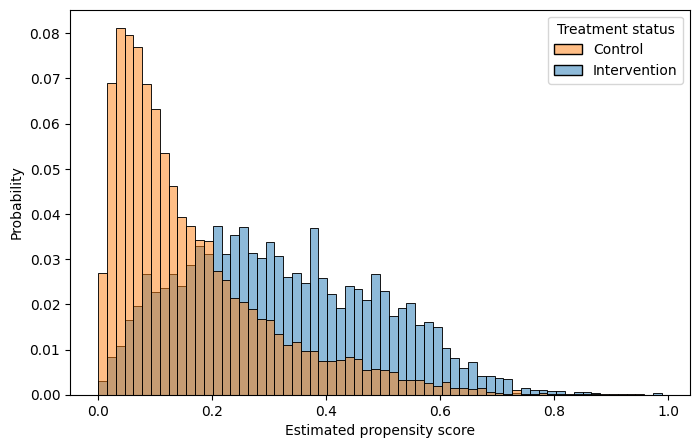 Treatment status
Control
Intervention
Probability
0.08
0.07
0.06
0.05
0.04
0.03
0.02
0.01
0.00
0.0 0.2 0.4 0.6 0.8 1.0
Estimated propensity score